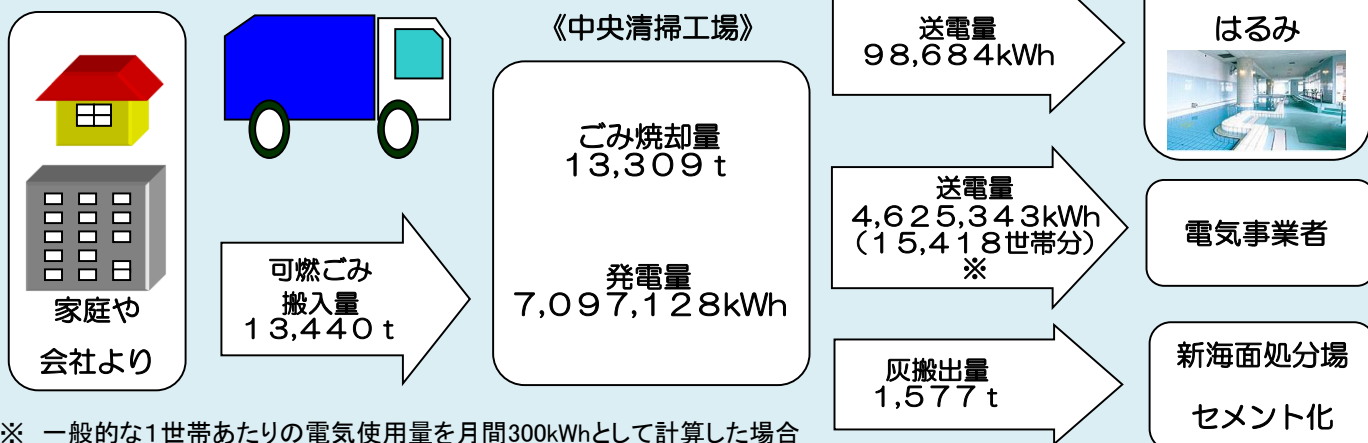 家庭や
会社より
可燃ごみ
搬入量
１３,４４０ｔ
《中央清掃工場》
ごみ焼却量
１３,３０９ｔ
発電量
７,０９７,１２８kWh
送電量
９８,６８４kWh
はるみ
送電量
４,６２５,３４３kWh
（１５,４１８世帯分）
※
電気事業者
灰搬出量
１,５７７ｔ
新海面処分場
セメント化
※　一般的な１世帯あたりの電気使用量を月間300kWhとして計算した場合